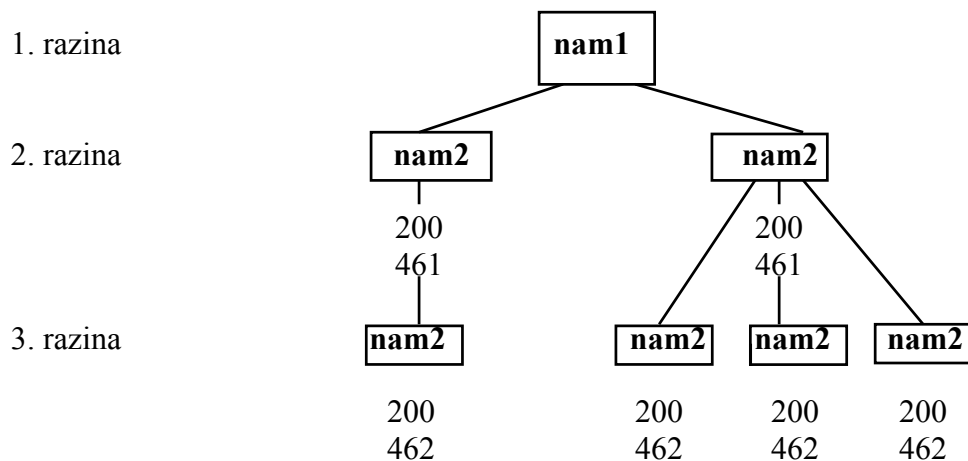 1. razina nam1
2. razina nam2 nam2
200 200
461 461
3. razina nam2 nam2 nam2 nam2
200 200 200 200
462 462 462 462